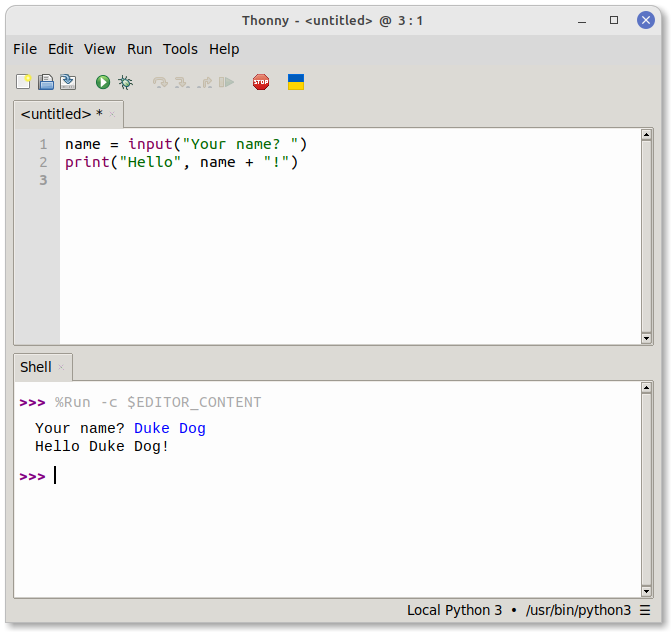 Thonny - <untitled> @ 3:1
File Edit View Run Tools Help
STOP
<untitled> *
1 name = input("Your name? ")
2 print("Hello", name + "!")
3
Shell
>>> %Run -c $EDITOR_CONTENT
Your name? Duke Dog
Hello Duke Dog!
>>>
Local Python 3 • /usr/bin/python3 ☰